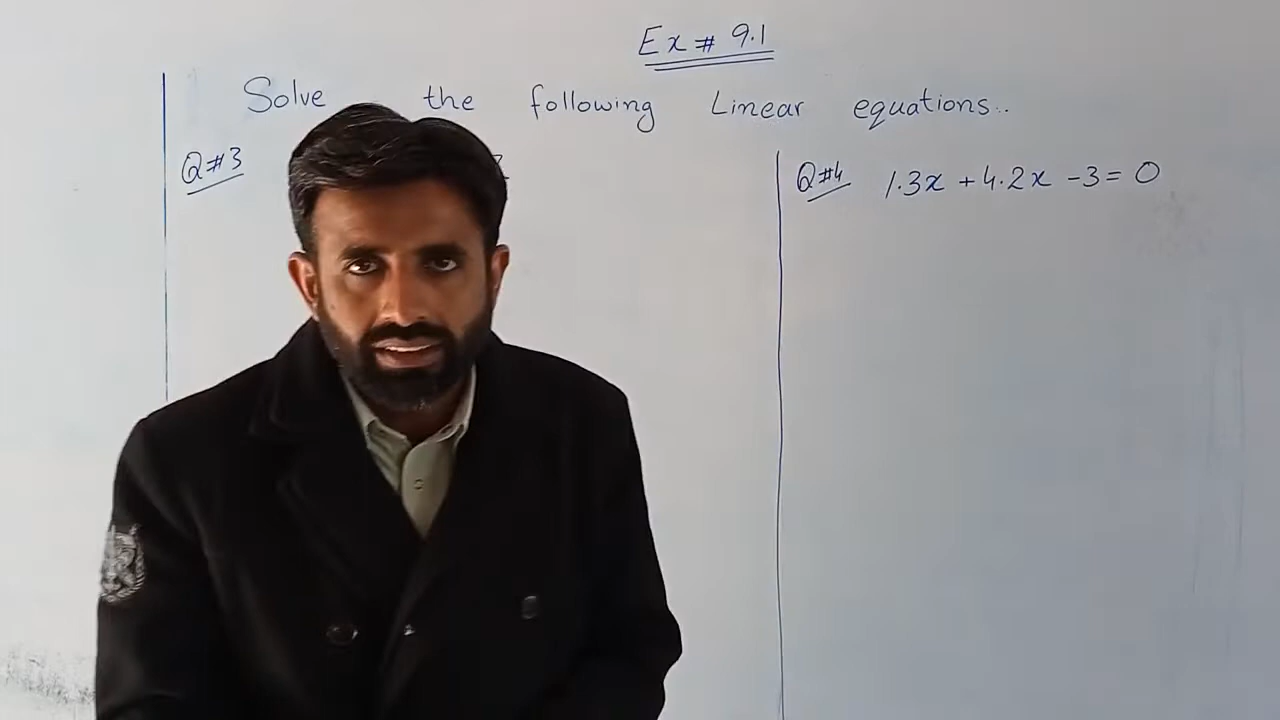 Ex # 9.1
Solve the following Linear equations..
Q#3
Q#4 1.3x + 4.2x - 3 = 0